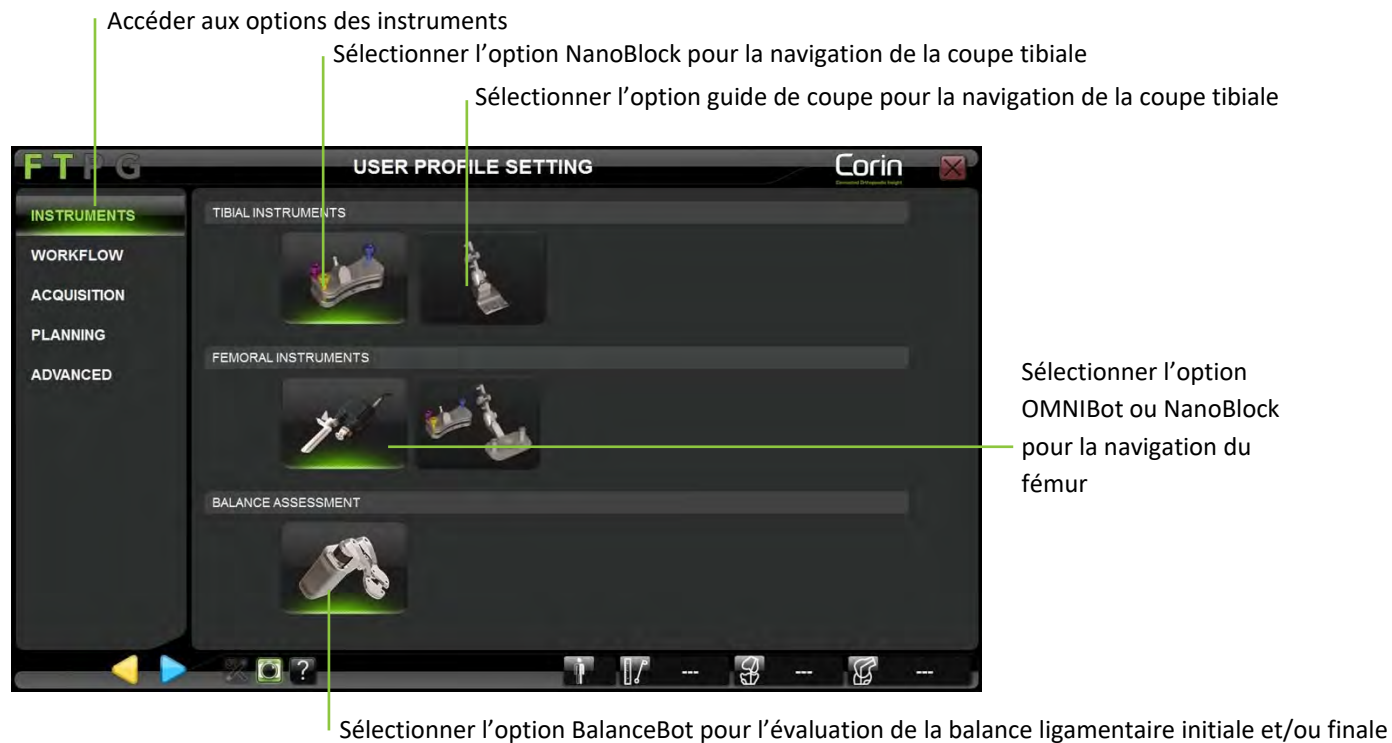 Accéder aux options des instruments
Sélectionner l’option NanoBlock pour la navigation de la coupe tibiale
Sélectionner l’option guide de coupe pour la navigation de la coupe tibiale
F T P G
USER PROFILE SETTING
Corin
INSTRUMENTS
WORKFLOW
ACQUISITION
PLANNING
ADVANCED
TIBIAL INSTRUMENTS
FEMORAL INSTRUMENTS
BALANCE ASSESSMENT
Sélectionner l’option
OMNIBot ou NanoBlock
pour la navigation du
fémur
?
---
---
---
Sélectionner l’option BalanceBot pour l’évaluation de la balance ligamentaire initiale et/ou finale